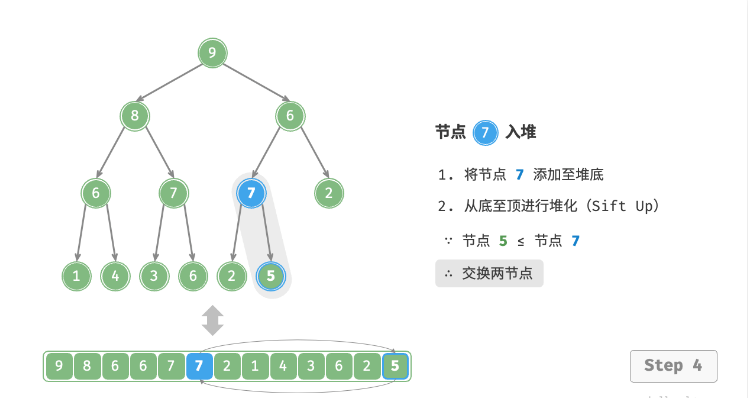 9
8 6
6 7 7 2
1 4 3 6 2 5
9 8 6 6 7 7 2 1 4 3 6 2 5
节点 7 入堆
1. 将节点 7 添加至堆底
2. 从底至顶进行堆化（Sift Up）
∵ 节点 5 ≤ 节点 7
∴ 交换两节点
Step 4